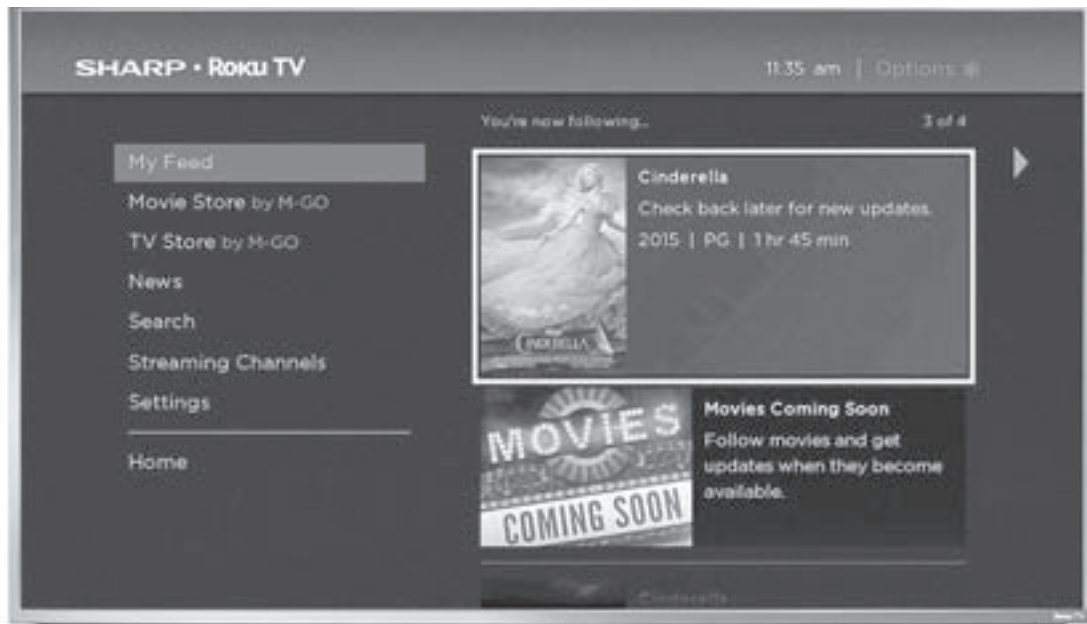 SHARP • ROKU TV
11:35 am | Options *
You're now following...
3 of 4
My Feed
Movie Store by M-GO
TV Store by M-GO
News
Search
Streaming Channels
Settings
Home
Cinderella
Check back later for new updates.
2015 | PG | 1 hr 45 min
CINDERELLA
MOVIES
COMING SOON
Movies Coming Soon
Follow movies and get
updates when they become
available.
Cinderella